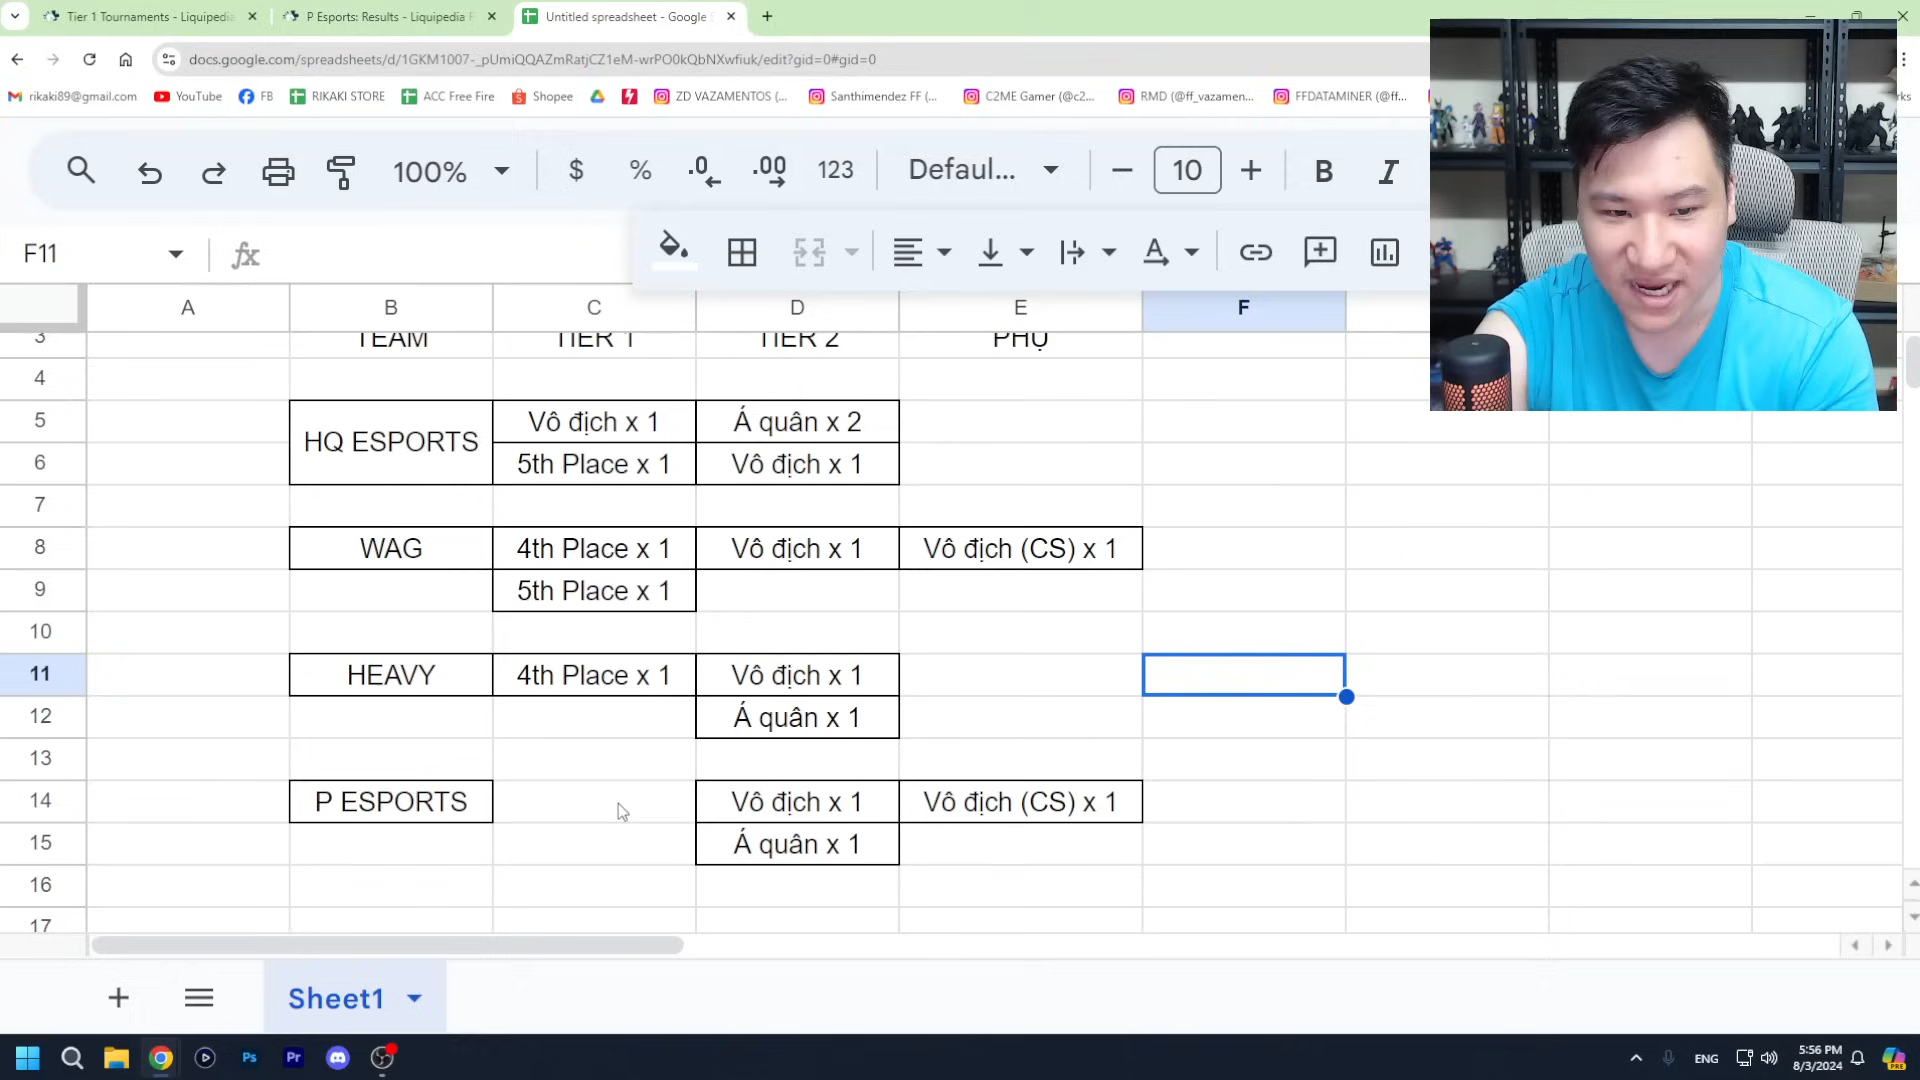 Tier 1 Tournaments - Liquipedia
P Esports: Results - Liquipedia F
Untitled spreadsheet - Google
docs.google.com/spreadsheets/d/1GKM1007-_pUmiQQAZmRatjCZ1eM-wrPO0kQbNXwfiuk/edit?gid=0#gid=0
rikaki89@gmail.com
YouTube
FB
RIKAKI STORE
ACC Free Fire
Shopee
ZD VAZAMENTOS (...
Santhimendez FF (...
C2ME Gamer (@c2...
RMD (@ff_vazamen...
FFDATAMINER (@ff...
100%
$
%
.0
.00
123
Defaul...
10
B
I
F11
fx
A
A B C D E F
3 TEAM TIER 1 TIER 2 PHỤ
4
5 HQ ESPORTS Vô địch x 1 Á quân x 2
6 5th Place x 1 Vô địch x 1
7
8 WAG 4th Place x 1 Vô địch x 1 Vô địch (CS) x 1
9 5th Place x 1
10
11 HEAVY 4th Place x 1 Vô địch x 1
12 Á quân x 1
13
14 P ESPORTS Vô địch x 1 Vô địch (CS) x 1
15 Á quân x 1
16
17
Sheet1
Ps
Pr
ENG
5:56 PM
8/3/2024
PRE